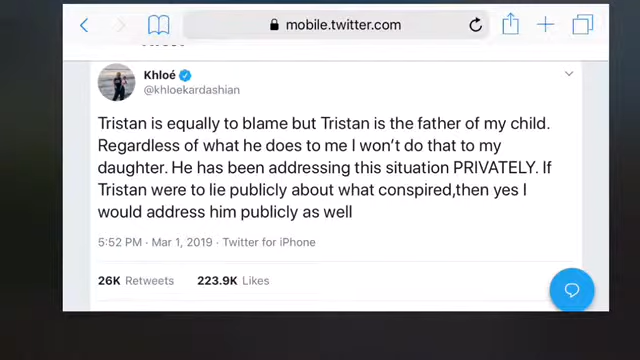 mobile.twitter.com
Khloé
@khloekardashian
Tristan is equally to blame but Tristan is the father of my child.
Regardless of what he does to me I won't do that to my
daughter. He has been addressing this situation PRIVATELY. If
Tristan were to lie publicly about what conspired,then yes I
would address him publicly as well
5:52 PM · Mar 1, 2019 · Twitter for iPhone
26K Retweets 223.9K Likes